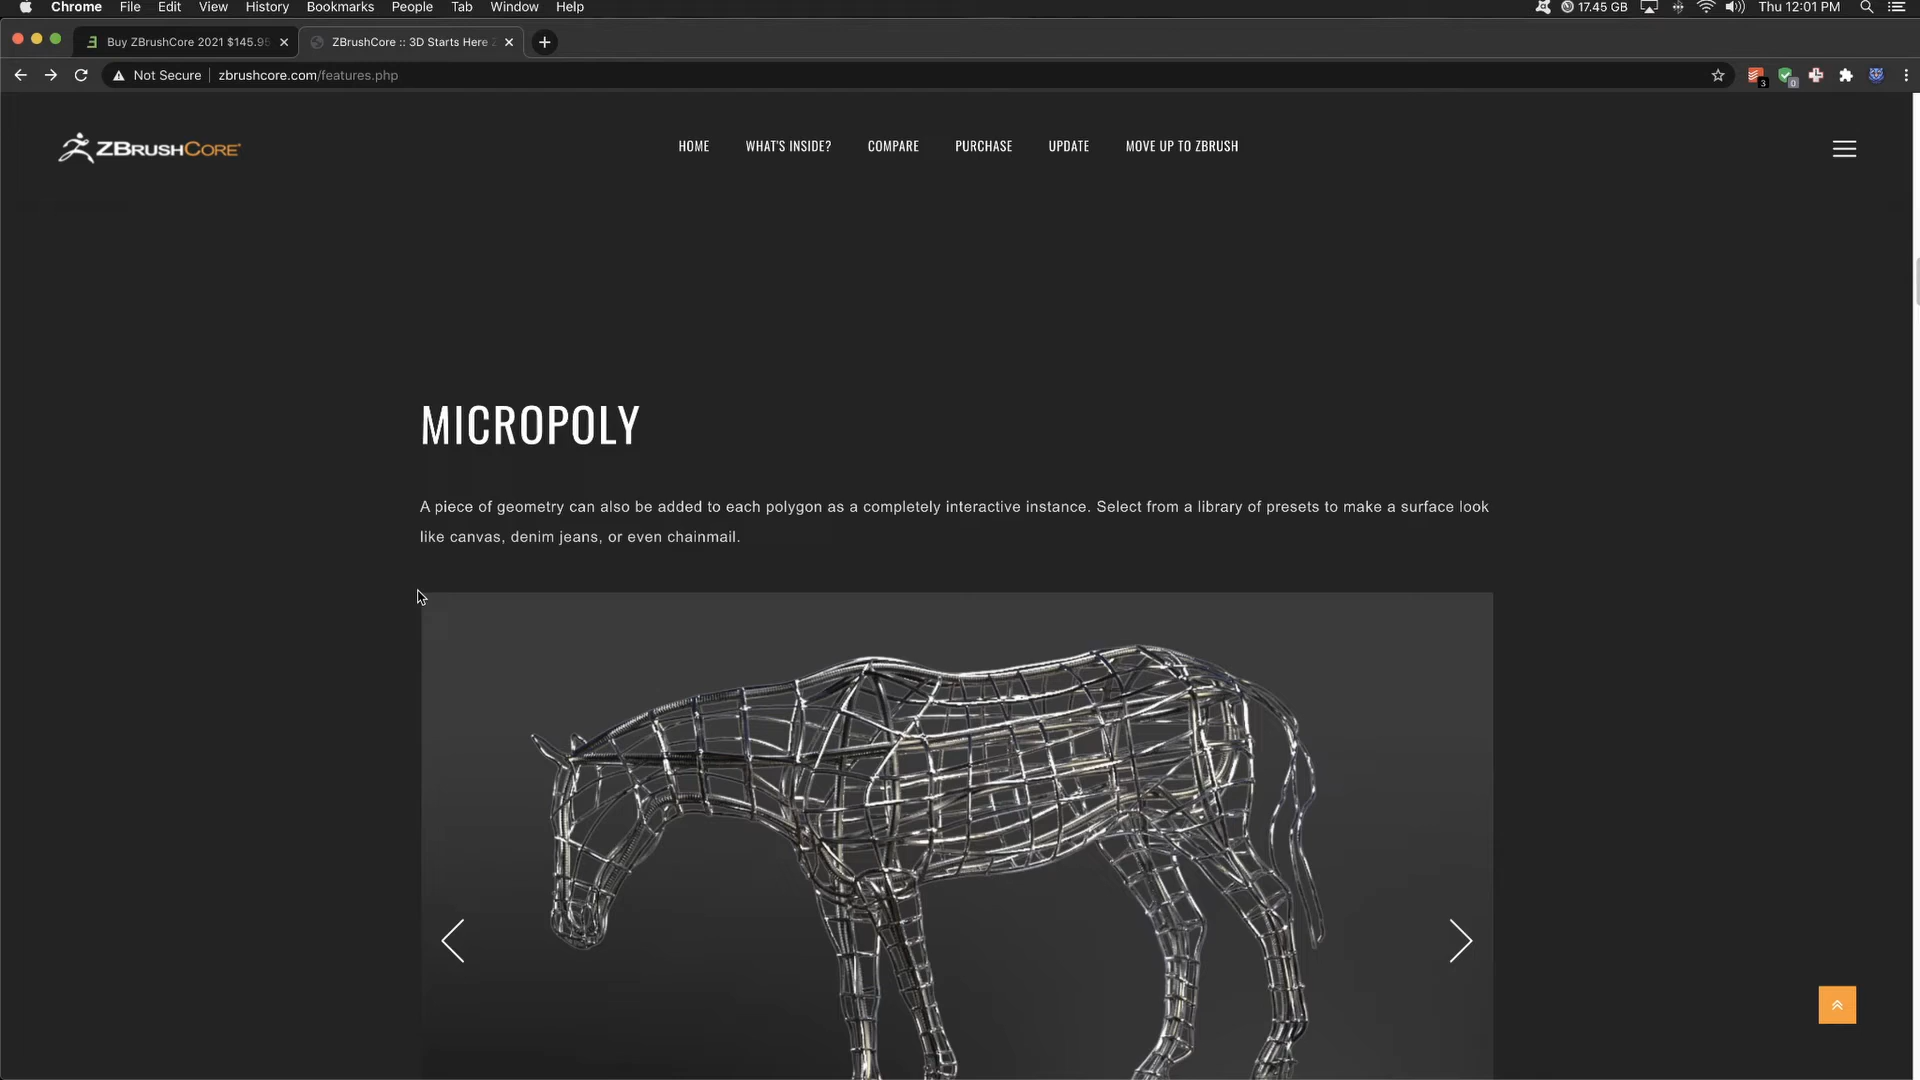 Chrome File Edit View History Bookmarks People Tab Window Help 17.45 GB Thu 12:01 PM
Buy ZBrushCore 2021 $145.95 ZBrushCore :: 3D Starts Here
Not Secure zbrushcore.com/features.php 3 0
ZBRUSHCORE HOME WHAT'S INSIDE? COMPARE PURCHASE UPDATE MOVE UP TO ZBRUSH
MICROPOLY
A piece of geometry can also be added to each polygon as a completely interactive instance. Select from a library of presets to make a surface look
like canvas, denim jeans, or even chainmail.